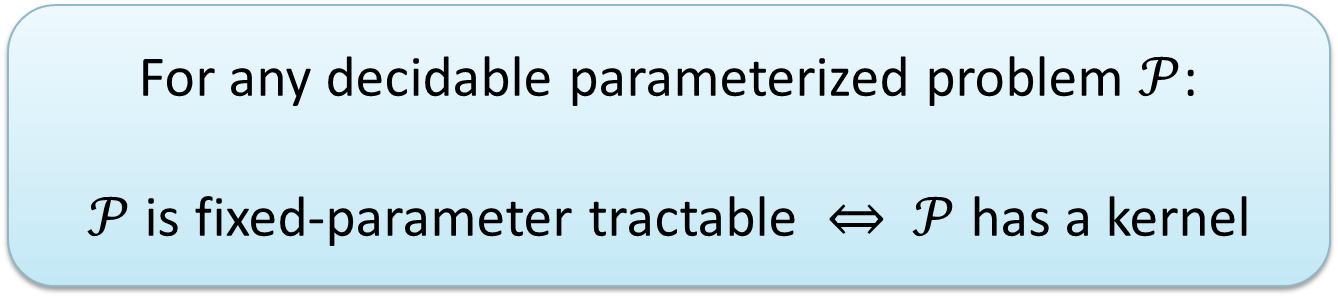 For any decidable parameterized problem 𝒫:
𝒫 is fixed-parameter tractable ⇔ 𝒫 has a kernel